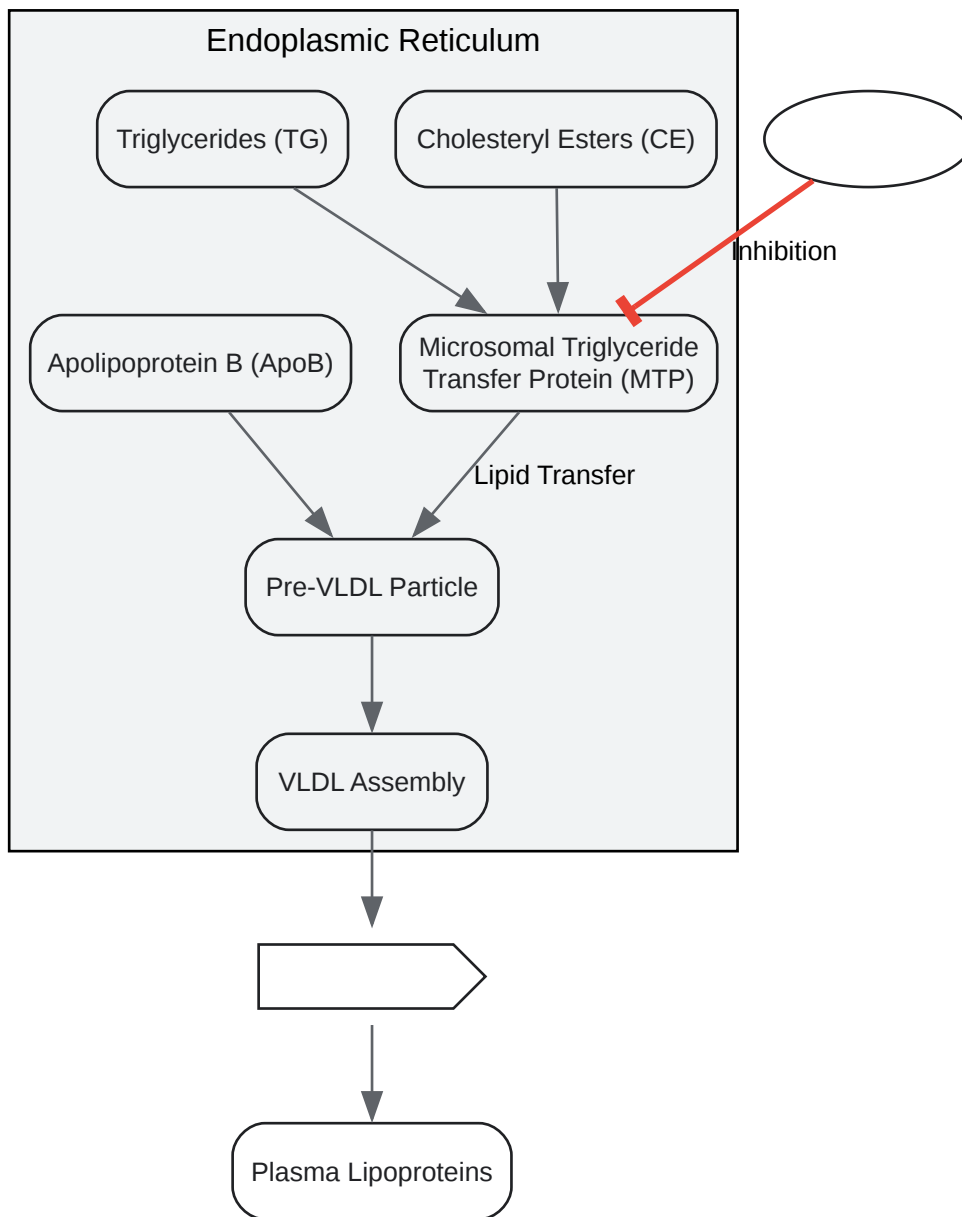 Endoplasmic Reticulum
Triglycerides (TG)
Cholesteryl Esters (CE)
Inhibition
Apolipoprotein B (ApoB)
Microsomal Triglyceride
Transfer Protein (MTP)
Lipid Transfer
Pre-VLDL Particle
VLDL Assembly
Plasma Lipoproteins